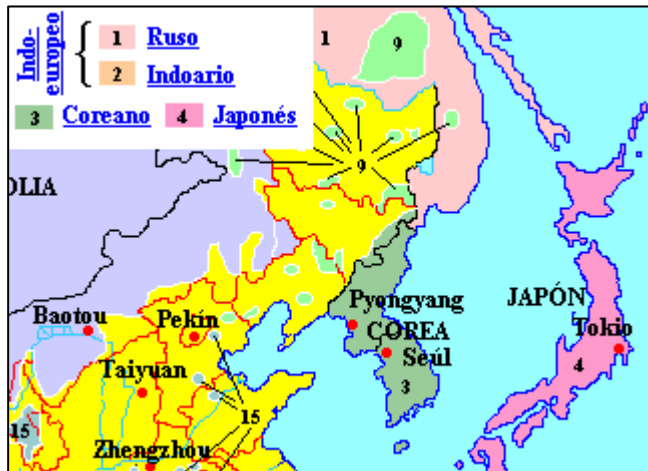 Indo-
europeo
1 Ruso
2 Indoario
3 Coreano 4 Japonés
1
9
9
OLIA
Pyongyang
JAPÓN
Baotou
Pekín
COREA
Tokio
Seúl
Taiyuan
4
3
15
15
Zhengzhou